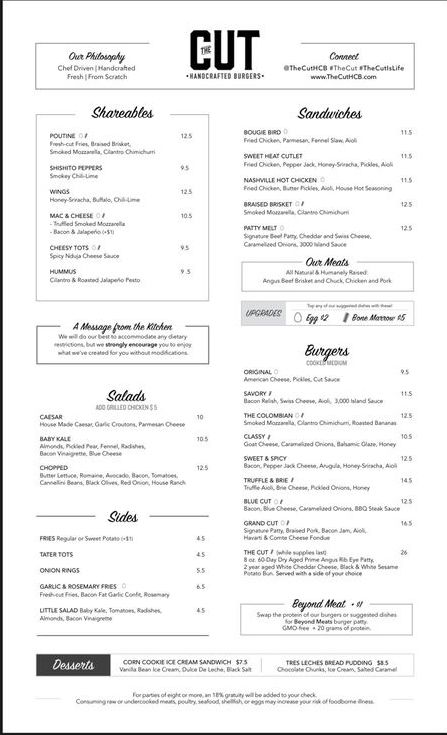 Our Philosophy
Chef Driven | Handcrafted
Fresh | From Scratch
THE CUT
•HANDCRAFTED BURGERS•
Connect
@TheCutHCB #TheCut #TheCutIsLife
www.TheCutHCB.com
Shareables
POUTINE 12.5
Fresh-cut Fries, Braised Brisket,
Smoked Mozzarella, Cilantro Chimichurri
SHISHITO PEPPERS 9.5
Smokey Chili-Lime
WINGS 12.5
Honey-Sriracha, Buffalo, Chili-Lime
MAC & CHEESE 10.5
- Truffled Smoked Mozzarella
- Bacon & Jalapeño (+$1)
CHEESY TOTS 9.5
Spicy Nduja Cheese Sauce
HUMMUS 9 .5
Cilantro & Roasted Jalapeño Pesto
A Message from the Kitchen
We will do our best to accommodate any dietary
restrictions, but we strongly encourage you to enjoy
what we've created for you without modifications.
Salads
ADD GRILLED CHICKEN $ 5
CAESAR 10
House Made Caesar, Garlic Croutons, Parmesan Cheese
BABY KALE 10.5
Almonds, Pickled Pear, Fennel, Radishes,
Bacon Vinaigrette, Blue Cheese
CHOPPED 12.5
Butter Lettuce, Romaine, Avocado, Bacon, Tomatoes,
Cannellini Beans, Black Olives, Red Onion, House Ranch
Sides
FRIES Regular or Sweet Potato (+$1) 4.5
TATER TOTS 4.5
ONION RINGS 5.5
GARLIC & ROSEMARY FRIES 6.5
Fresh-cut Fries, Bacon Fat Garlic Confit, Rosemary
LITTLE SALAD Baby Kale, Tomatoes, Radishes, 4.5
Almonds, Bacon Vinaigrette
Sandwiches
BOUGIE BIRD 11.5
Fried Chicken, Parmesan, Fennel Slaw, Aioli
SWEET HEAT CUTLET 11.5
Fried Chicken, Pepper Jack, Honey-Sriracha, Pickles, Aioli
NASHVILLE HOT CHICKEN 11.5
Fried Chicken, Butter Pickles, Aioli, House Hot Seasoning
BRAISED BRISKET 12.5
Smoked Mozzarella, Cilantro Chimichurri
PATTY MELT 12.5
Signature Beef Patty, Cheddar and Swiss Cheese,
Caramelized Onions, 3000 Island Sauce
Our Meats
All Natural & Humanely Raised:
Angus Beef Brisket and Chuck, Chicken and Pork
UPGRADES
Top any of our suggested dishes with these!
Egg $2 Bone Marrow $5
Burgers
COOKED MEDIUM
ORIGINAL 9.5
American Cheese, Pickles, Cut Sauce
SAVORY 11.5
Bacon Relish, Swiss Cheese, Aioli, 3,000 Island Sauce
THE COLOMBIAN 12.5
Smoked Mozzarella, Cilantro Chimichurri, Roasted Bananas
CLASSY 10.5
Goat Cheese, Caramelized Onions, Balsamic Glaze, Honey
SWEET & SPICY 12.5
Bacon, Pepper Jack Cheese, Arugula, Honey-Sriracha, Aioli
TRUFFLE & BRIE 14.5
Truffle Aioli, Brie Cheese, Pickled Onions, Honey
BLUE CUT 12.5
Bacon, Blue Cheese, Caramelized Onions, BBQ Steak Sauce
GRAND CUT 16.5
Signature Patty, Braised Pork, Bacon Jam, Aioli,
Havarti & Comte Cheese Fondue
THE CUT (while supplies last) 26
8 oz. 60-Day Dry Aged Prime Angus Rib Eye Patty,
2 year aged White Cheddar Cheese, Black & White Sesame
Potato Bun. Served with a side of your choice
Beyond Meat + $1
Swap the protein of our burgers or suggested dishes
for Beyond Meats burger patty.
GMO-free + 20 grams of protein.
Desserts
CORN COOKIE ICE CREAM SANDWICH $7.5
Vanilla Bean Ice Cream, Dulce De Leche, Black Salt
TRES LECHES BREAD PUDDING $8.5
Chocolate Chunks, Ice Cream, Salted Caramel
For parties of eight or more, an 18% gratuity will be added to your check.
Consuming raw or undercooked meats, poultry, seafood, shellfish, or eggs may increase your risk of foodborne illness.